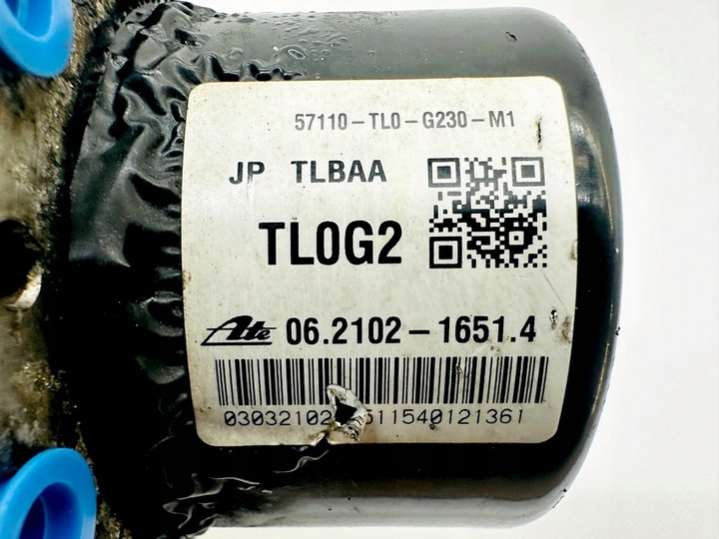 57110-TL0-G230-M1
JP TLBAA
TL0G2
Ate 06.2102-1651.4